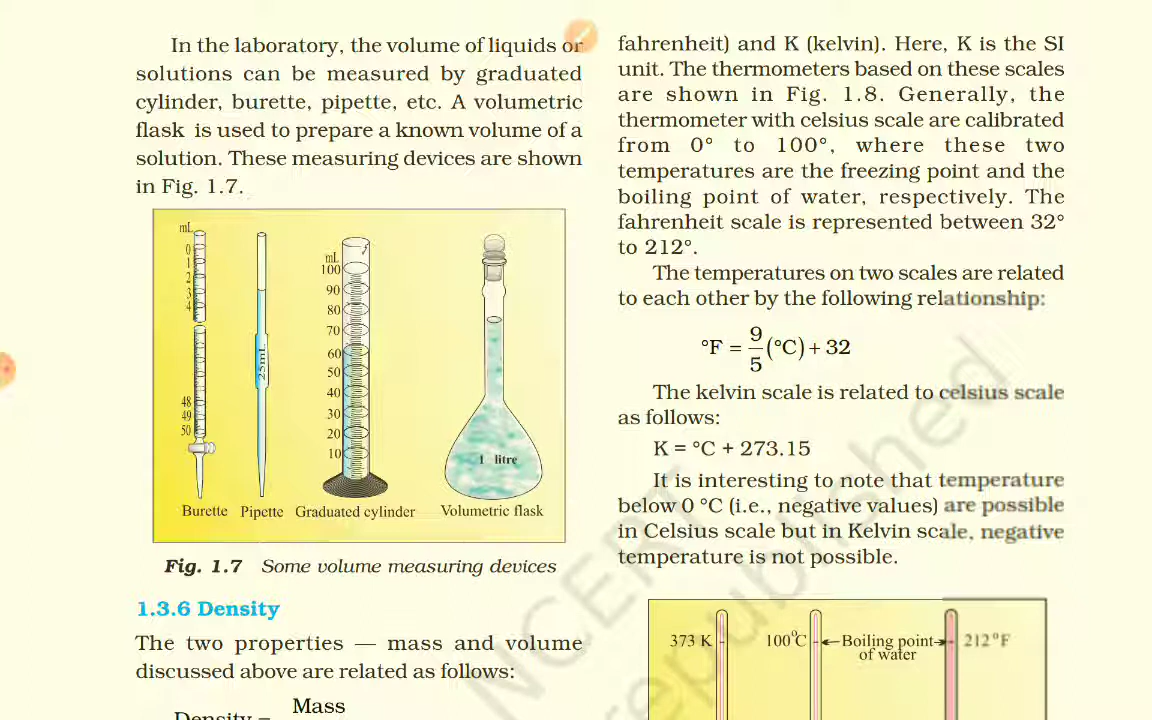 In the laboratory, the volume of liquids or
solutions can be measured by graduated
cylinder, burette, pipette, etc. A volumetric
flask is used to prepare a known volume of a
solution. These measuring devices are shown
in Fig. 1.7.
mL
0
1
2
3
4
48
49
50
25mL
mL
100
90
80
70
60
50
40
30
20
10
1 litre
Burette Pipette Graduated cylinder Volumetric flask
Fig. 1.7 Some volume measuring devices
1.3.6 Density
The two properties — mass and volume
discussed above are related as follows:
Mass
Density =
fahrenheit) and K (kelvin). Here, K is the SI
unit. The thermometers based on these scales
are shown in Fig. 1.8. Generally, the
thermometer with celsius scale are calibrated
from 0° to 100°, where these two
temperatures are the freezing point and the
boiling point of water, respectively. The
fahrenheit scale is represented between 32°
to 212°.
The temperatures on two scales are related
to each other by the following relationship:
°F = 9/5 (°C) + 32
The kelvin scale is related to celsius scale
as follows:
K = °C + 273.15
It is interesting to note that temperature
below 0 °C (i.e., negative values) are possible
in Celsius scale but in Kelvin scale, negative
temperature is not possible.
373 K 100°C Boiling point 212°F
of water
NCERT
republished